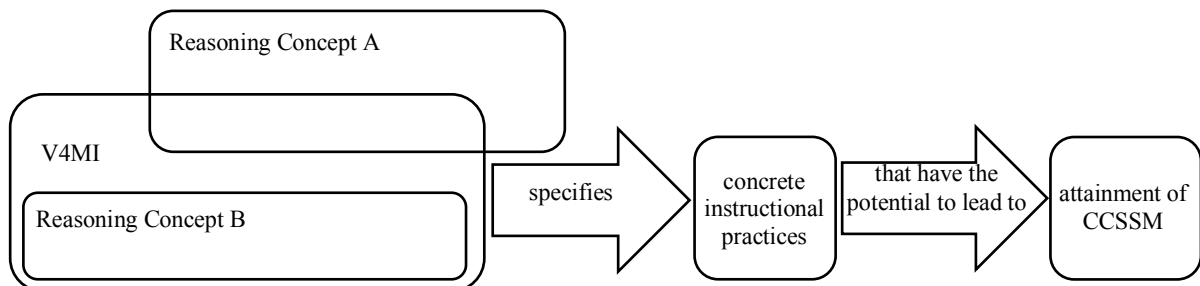 Reasoning Concept A
V4MI
Reasoning Concept B
specifies
concrete
instructional
practices
that have the
potential to lead to
attainment of
CCSSM